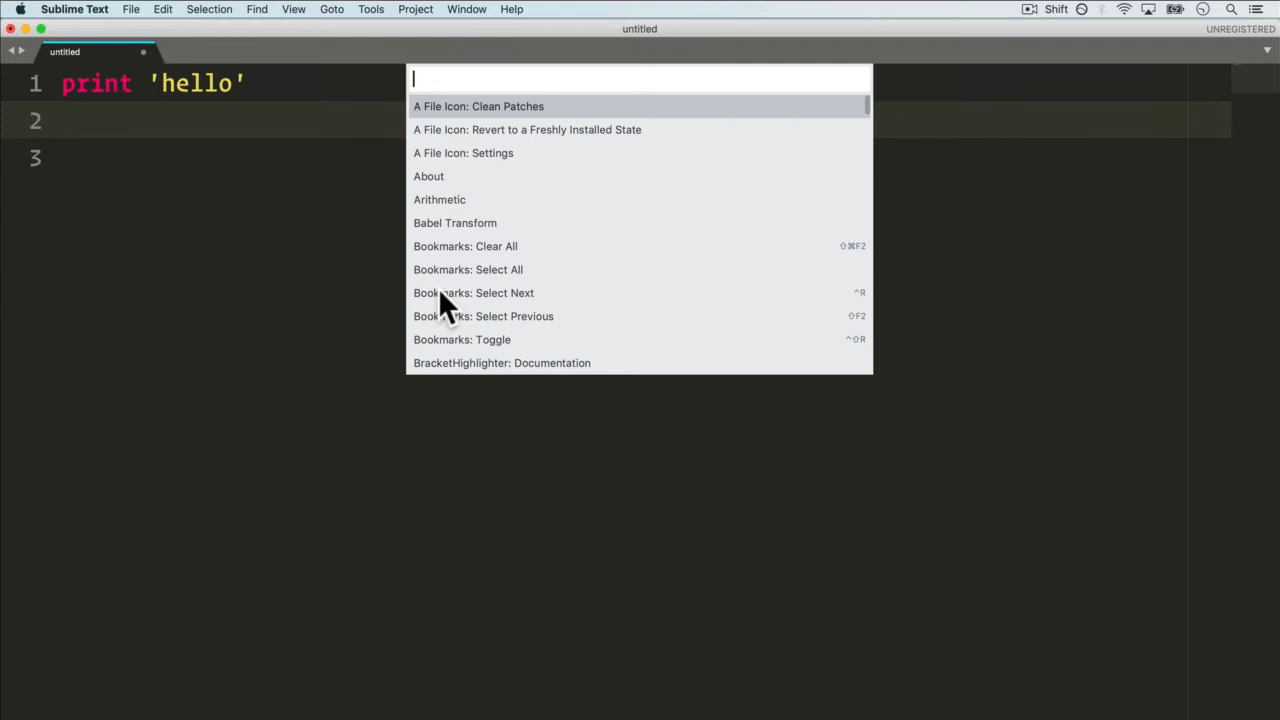 Sublime Text File Edit Selection Find View Goto Tools Project Window Help Shift
untitled UNREGISTERED
untitled
1 print 'hello'
2
3
A File Icon: Clean Patches
A File Icon: Revert to a Freshly Installed State
A File Icon: Settings
About
Arithmetic
Babel Transform
Bookmarks: Clear All ⇧⌘F2
Bookmarks: Select All
Bookmarks: Select Next ^R
Bookmarks: Select Previous ⇧F2
Bookmarks: Toggle ^⇧R
BracketHighlighter: Documentation